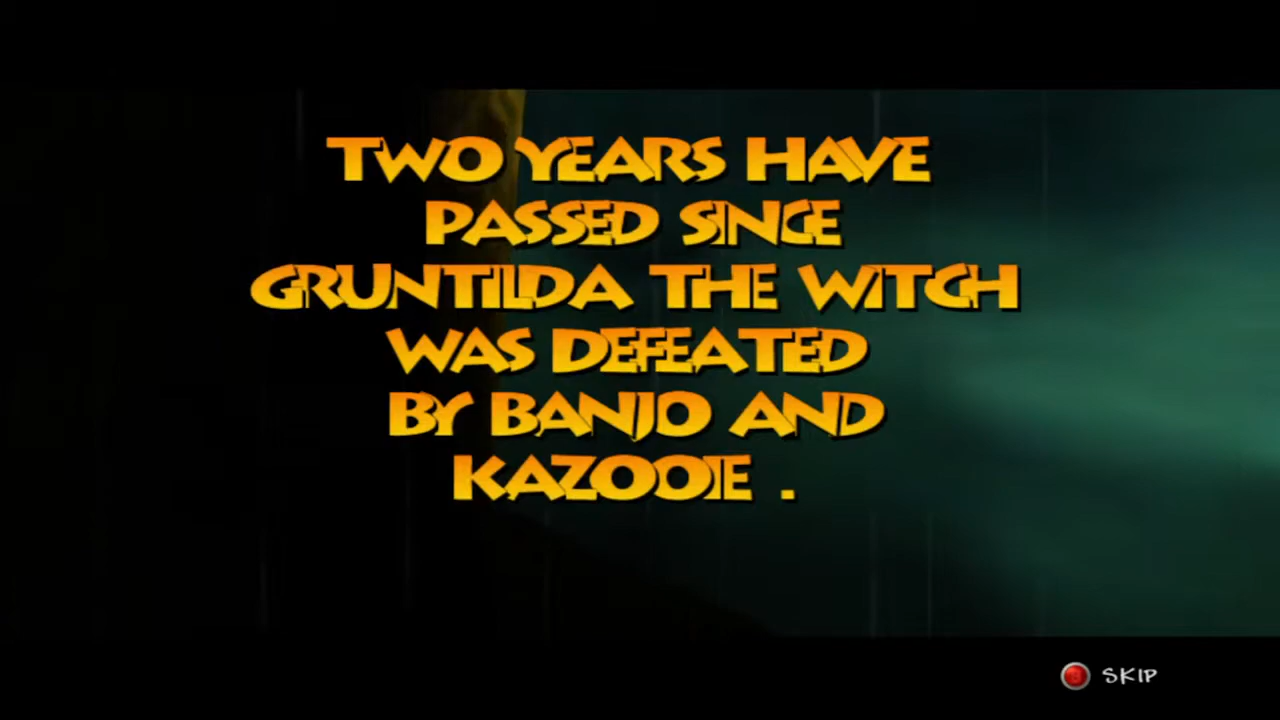 TWO YEARS HAVE
PASSED SINCE
GRUNTILDA THE WITCH
WAS DEFEATED
BY BANJO AND
KAZOOIE .
B SKIP